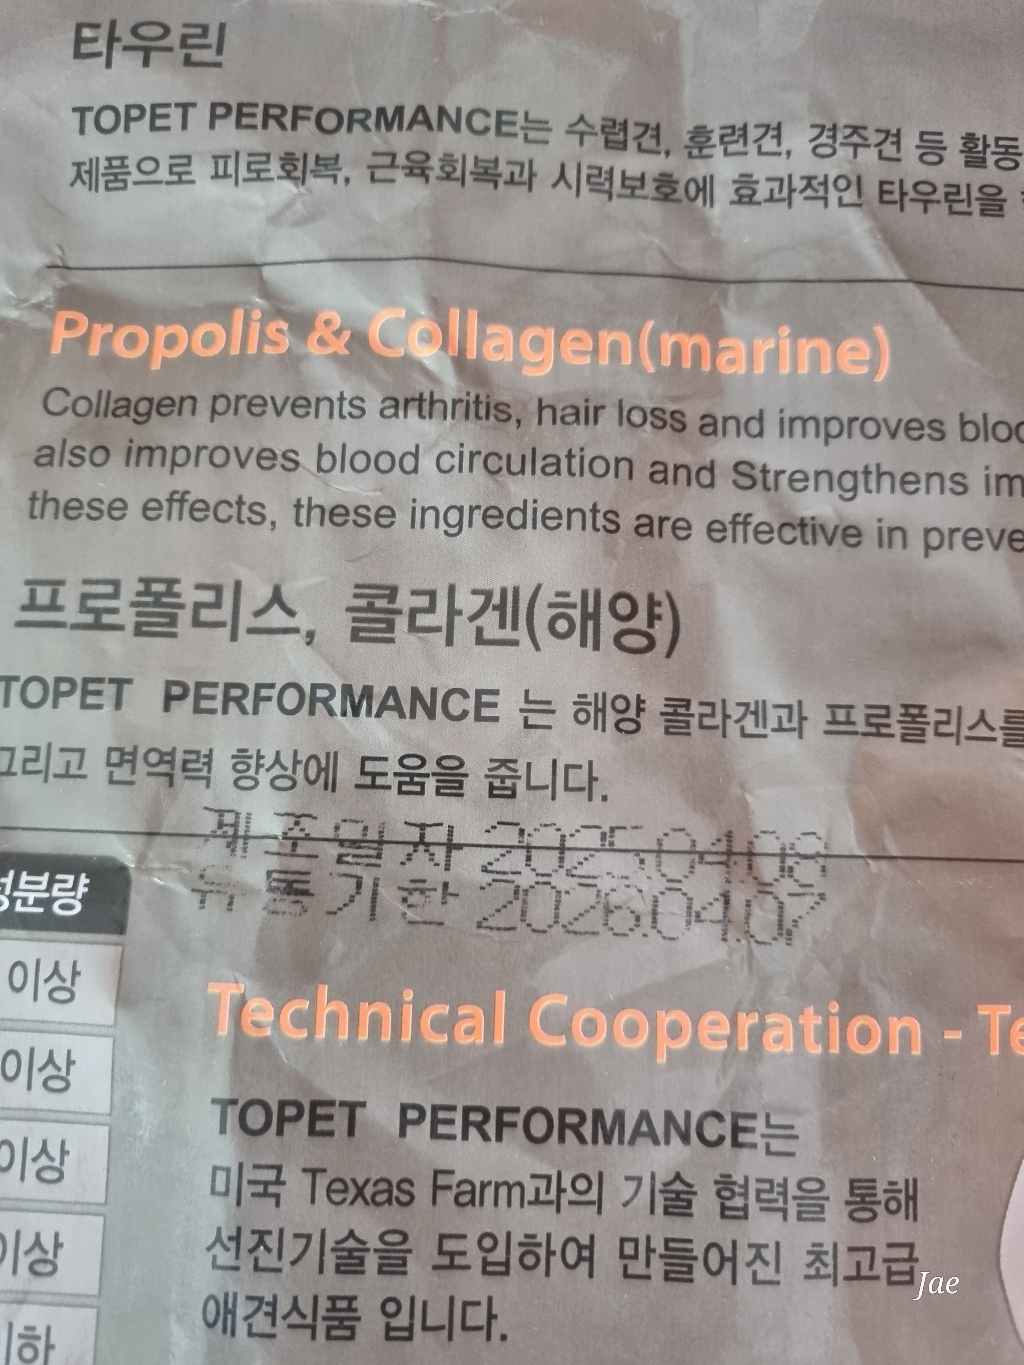 타우린
TOPET PERFORMANCE는 수렵견, 훈련견, 경주견 등 활동
제품으로 피로회복, 근육회복과 시력보호에 효과적인 타우린을
Propolis & Collagen(marine)
Collagen prevents arthritis, hair loss and improves
also improves blood circulation and Strengthens
these effects, these ingredients are effective in
프로폴리스, 콜라겐(해양)
TOPET PERFORMANCE 는 해양 콜라겐과 프로폴리스를
그리고 면역력 향상에 도움을 줍니다.
제조일자 2025.04.08
유통기한 2026.04.07
성분량
이상
이상
이상
이상
이하
Technical Cooperation -
TOPET PERFORMANCE는
미국 Texas Farm과의 기술 협력을 통해
선진기술을 도입하여 만들어진 최고급
애견식품 입니다.
Jae